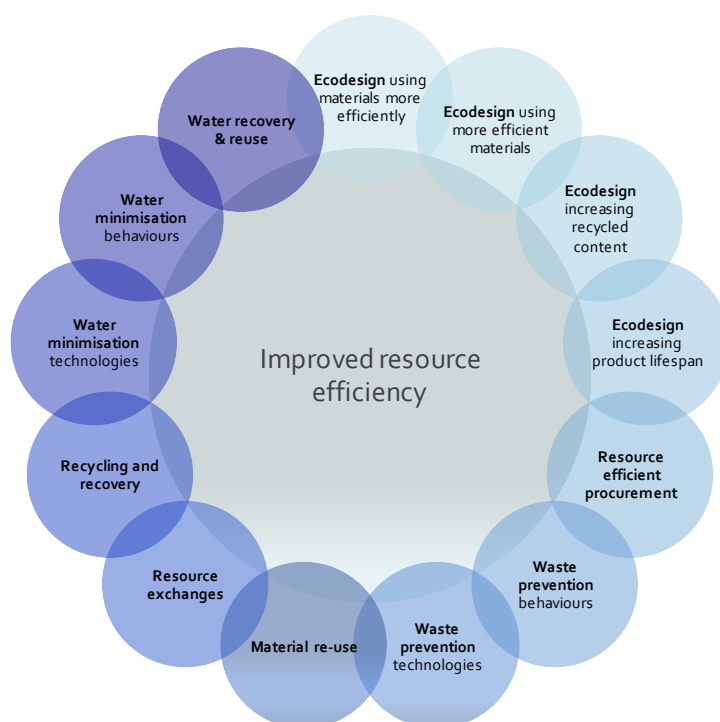 Ecodesign using
materials more
efficiently
Ecodesign using
more efficient
materials
Ecodesign
increasing
recycled
content
Ecodesign
increasing
product lifespan
Resource
efficient
procurement
Waste
prevention
behaviours
Waste
prevention
technologies
Material re-use
Resource
exchanges
Recycling and
recovery
Water
minimisation
technologies
Water
minimisation
behaviours
Water recovery
& reuse
Improved resource
efficiency